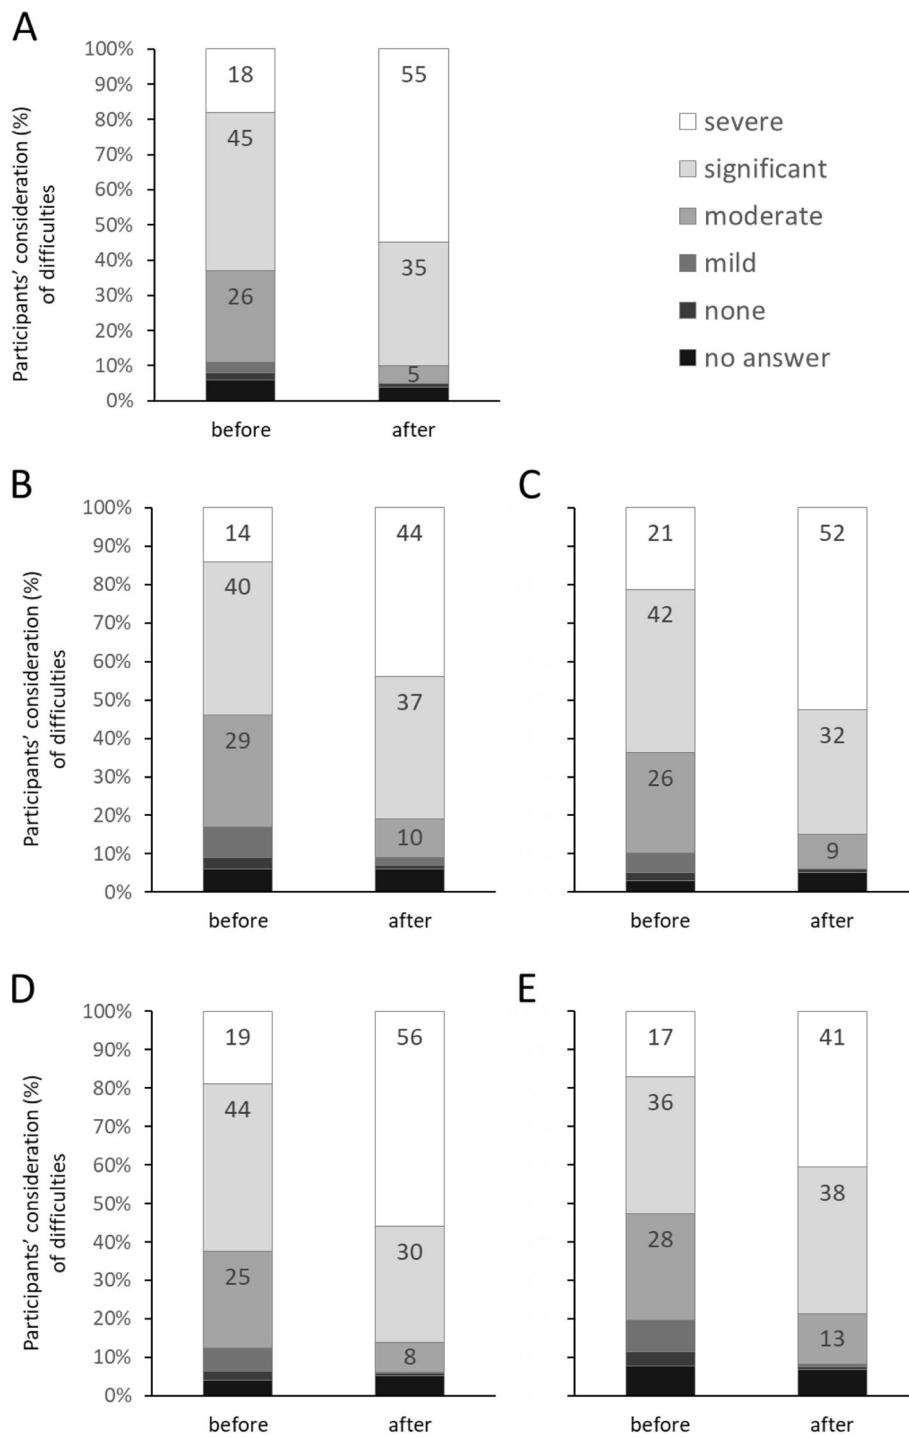 A
Participants’ consideration (%)
of difficulties
100%
90%
80%
70%
60%
50%
40%
30%
20%
10%
0%
18
45
26
55
35
5
before
after
severe
significant
moderate
mild
none
no answer
B
Participants’ consideration (%)
of difficulties
100%
90%
80%
70%
60%
50%
40%
30%
20%
10%
0%
14
40
29
44
37
10
before
after
C
21
42
26
52
32
9
before
after
D
Participants’ consideration (%)
of difficulties
100%
90%
80%
70%
60%
50%
40%
30%
20%
10%
0%
19
44
25
56
30
8
before
after
E
17
36
28
41
38
13
before
after